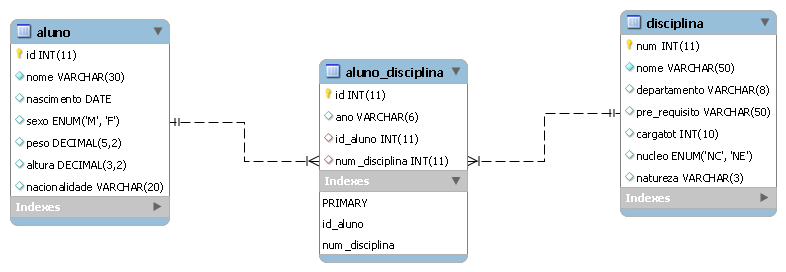 aluno
id INT(11)
nome VARCHAR(30)
nascimento DATE
sexo ENUM('M', 'F')
peso DECIMAL(5,2)
altura DECIMAL(3,2)
nacionalidade VARCHAR(20)
Indexes
aluno_disciplina
id INT(11)
ano VARCHAR(6)
id_aluno INT(11)
num_disciplina INT(11)
Indexes
PRIMARY
id_aluno
num_disciplina
disciplina
num INT(11)
nome VARCHAR(50)
departamento VARCHAR(8)
pre_requisito VARCHAR(50)
cargatot INT(10)
nucleo ENUM('NC', 'NE')
natureza VARCHAR(3)
Indexes